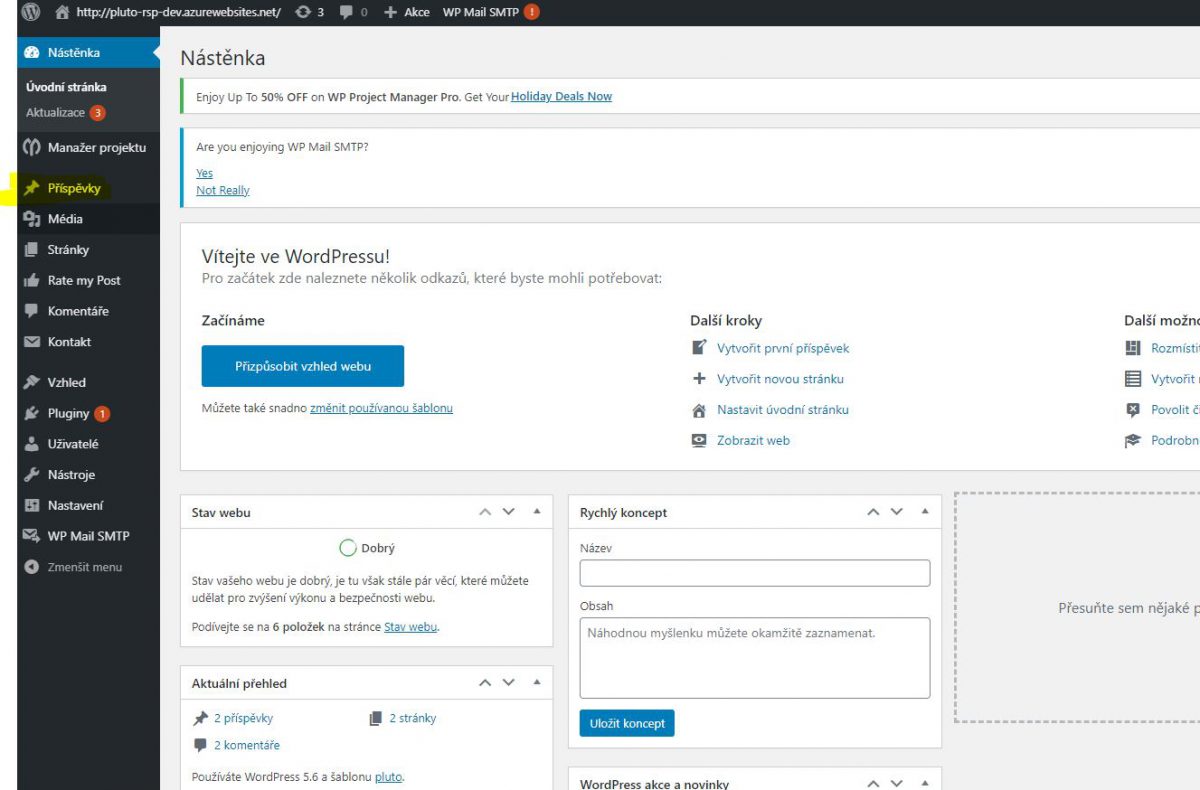 http://pluto-rsp-dev.azurewebsites.net/ 3 0 + Akce WP Mail SMTP !
Nástěnka
Úvodní stránka
Aktualizace 3
Manažer projektu
Příspěvky
Média
Stránky
Rate my Post
Komentáře
Kontakt
Vzhled
Pluginy 1
Uživatelé
Nástroje
Nastavení
WP Mail SMTP
Zmenšit menu
Nástěnka
Enjoy Up To 50% OFF on WP Project Manager Pro. Get Your Holiday Deals Now
Are you enjoying WP Mail SMTP?
Yes
Not Really
Vítejte ve WordPressu!
Pro začátek zde naleznete několik odkazů, které byste mohli potřebovat:
Začínáme
Přizpůsobit vzhled webu
Můžete také snadno změnit používanou šablonu
Další kroky
Vytvořit první příspěvek
Vytvořit novou stránku
Nastavit úvodní stránku
Zobrazit web
Další možno
Rozmístit
Vytvořit
Povolit č
Podrobn
Stav webu
Dobrý
Stav vašeho webu je dobrý, je tu však stále pár věcí, které můžete
udělat pro zvýšení výkonu a bezpečnosti webu.
Podívejte se na 6 položek na stránce Stav webu.
Aktuální přehled
2 příspěvky 2 stránky
2 komentáře
Používáte WordPress 5.6 a šablonu pluto.
Rychlý koncept
Název
Obsah
Náhodnou myšlenku můžete okamžitě zaznamenat.
Uložit koncept
WordPress akce a novinky
Přesuňte sem nějaké p